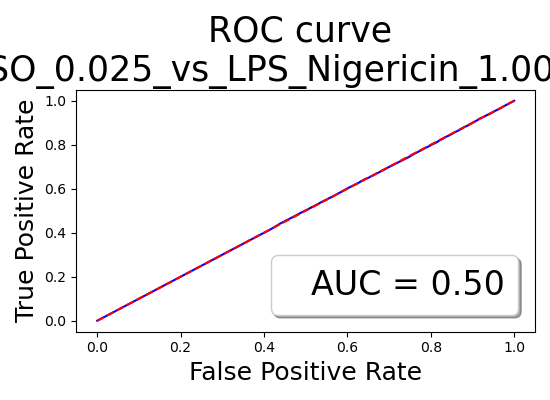 ROC curve
SO_0.025_vs_LPS_Nigericin_1.00
True Positive Rate
1.0
0.8
0.6
0.4
0.2
0.0
AUC = 0.50
0.0 0.2 0.4 0.6 0.8 1.0
False Positive Rate